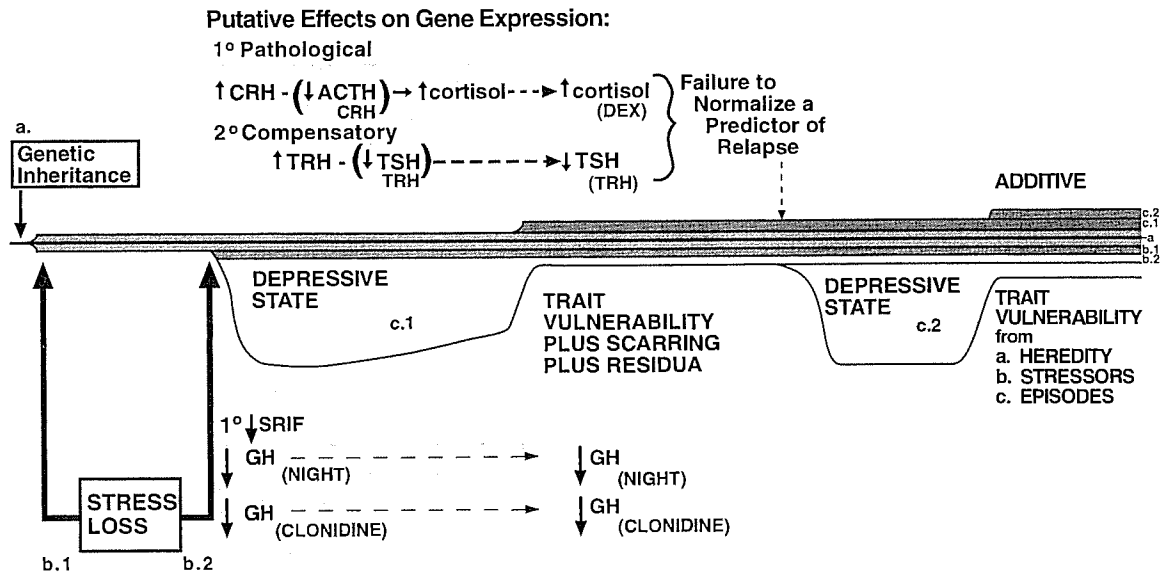 Putative Effects on Gene Expression:
1º Pathological
↑CRH - (↓ACTH) → ↑cortisol ---► ↑cortisol
CRH
(DEX)
2º Compensatory
↑TRH - (↓TSH) -----► ↓TSH
TRH
(TRH)
Failure to
Normalize a
Predictor of
Relapse
a.
Genetic
Inheritance
ADDITIVE
c.2
c.1
a
b.1
b.2
DEPRESSIVE
STATE
c.1
TRAIT
VULNERABILITY
PLUS SCARRING
PLUS RESIDUA
DEPRESSIVE
STATE
c.2
TRAIT
VULNERABILITY
from
a. HEREDITY
b. STRESSORS
c. EPISODES
1º ↓SRIF
↓ GH
(NIGHT)
↓ GH
(NIGHT)
↓ GH
(CLONIDINE)
↓ GH
(CLONIDINE)
STRESS
LOSS
b.1
b.2